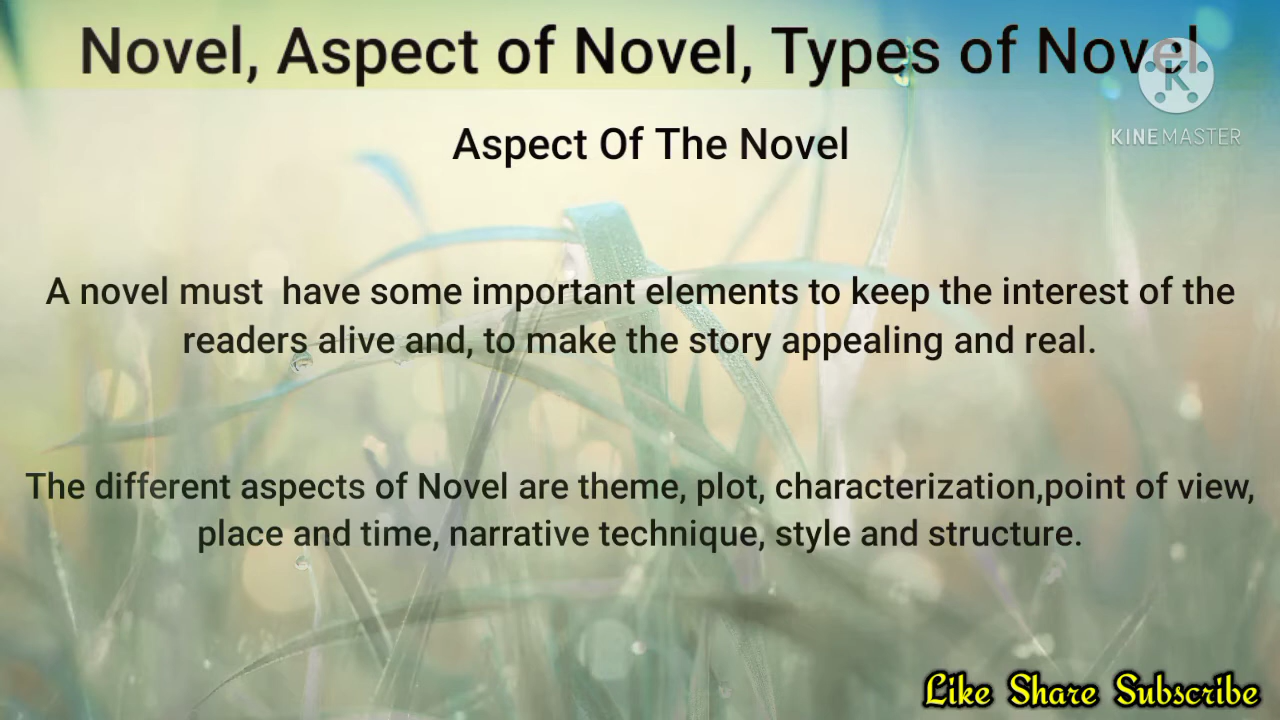 Novel, Aspect of Novel, Types of Novel
KINEMASTER
Aspect Of The Novel
A novel must  have some important elements to keep the interest of the
readers alive and, to make the story appealing and real.
The different aspects of Novel are theme, plot, characterization,point of view,
place and time, narrative technique, style and structure.
Like Share Subscribe